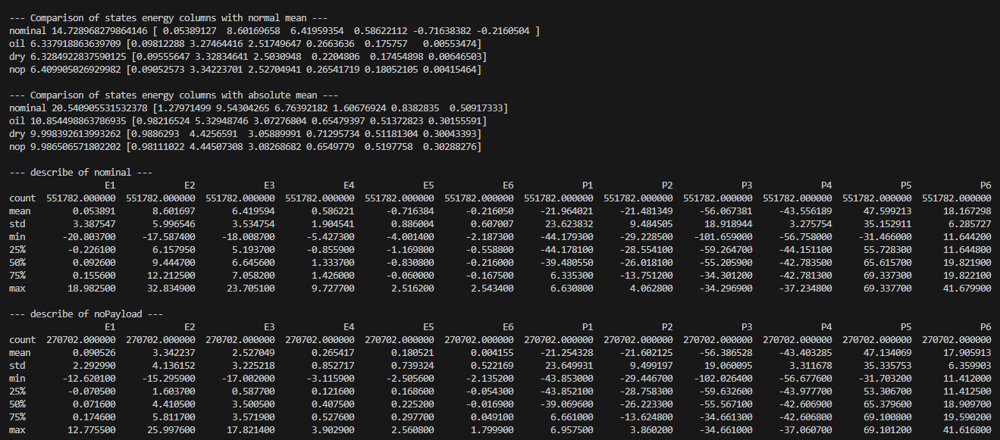 --- Comparison of states energy columns with normal mean ---
nominal 14.728968279864146 [ 0.05389127  8.60169658  6.41959354  0.58622112 -0.71638382 -0.2160504 ]
oil 6.337918863639709 [0.09812288 3.27464416 2.51749647 0.2663636  0.175757   0.00553474]
dry 6.3284922837590125 [0.09555647 3.32834641 2.5030948  0.2204806  0.17454898 0.00646503]
nop 6.409905026929982 [0.09052573 3.34223701 2.52704941 0.26541719 0.18052105 0.00415464]
--- Comparison of states energy columns with absolute mean ---
nominal 20.540905531532378 [1.27971499 9.54304265 6.76392182 1.60676924 0.8382835  0.50917333]
oil 10.854498863786935 [0.98216524 5.32948746 3.07276804 0.65479397 0.51372823 0.30155591]
dry 9.998392613993262 [0.9886293  4.4256591  3.05889991 0.71295734 0.51181304 0.30043393]
nop 9.986506571802202 [0.98111022 4.44507308 3.08268682 0.6549779  0.5197758  0.30288276]
--- describe of nominal ---
E1 E2 E3 E4 E5 E6 P1 P2 P3 P4 P5 P6
count 551782.000000 551782.000000 551782.000000 551782.000000 551782.000000 551782.000000 551782.000000 551782.000000 551782.000000 551782.000000 551782.000000 551782.000000
mean 0.053891 8.601697 6.419594 0.586221 -0.716384 -0.216050 -21.964021 -21.481349 -56.067381 -43.556189 47.599213 18.167298
std 3.387547 5.996546 3.534754 1.904541 0.886004 0.607007 23.623832 9.484505 18.918944 3.275754 35.152911 6.285727
min -20.803700 -17.587400 -18.008700 -5.427300 -4.001400 -2.187300 -44.179300 -29.228500 -101.659000 -56.758000 -31.466000 11.644200
25% -0.226100 6.157950 5.193700 -0.855900 -1.169800 -0.558800 -44.178100 -28.554100 -59.264700 -44.151100 55.728300 11.644800
50% 0.092600 9.444700 6.645600 1.333700 -0.830800 -0.216000 -39.480550 -26.018100 -55.205900 -42.783500 65.615700 19.821900
75% 0.155600 12.212500 7.058200 1.426000 -0.060000 -0.167500 6.335300 -13.751200 -34.301200 -42.781300 69.337300 19.822100
max 18.982500 32.834900 23.705100 9.727700 2.516200 2.543400 6.630800 4.062800 -34.296900 -37.234800 69.337700 41.679900
--- describe of noPayload ---
E1 E2 E3 E4 E5 E6 P1 P2 P3 P4 P5 P6
count 270702.000000 270702.000000 270702.000000 270702.000000 270702.000000 270702.000000 270702.000000 270702.000000 270702.000000 270702.000000 270702.000000 270702.000000
mean 0.090526 3.342237 2.527049 0.265417 0.180521 0.004155 -21.254328 -21.602125 -56.386528 -43.403285 47.134069 17.905913
std 2.292990 4.136152 3.225218 0.852717 0.739324 0.522169 23.649931 9.499197 19.060095 3.311678 35.335753 6.359903
min -12.620100 -15.295900 -17.002000 -3.115900 -2.505600 -2.135200 -43.853000 -29.446700 -102.026400 -56.677600 -31.703200 11.412000
25% -0.070500 1.603700 0.587700 0.121600 0.168600 -0.054300 -43.852100 -28.758300 -59.632600 -43.977700 53.306700 11.412500
50% 0.071600 4.410500 3.500500 0.407500 0.225200 -0.016900 -39.069600 -26.223300 -55.567100 -42.606900 65.379600 18.909700
75% 0.174600 5.811700 3.571900 0.527600 0.297700 0.049100 6.661000 -13.624800 -34.661300 -42.606800 69.100800 19.590200
max 12.775500 25.997600 17.821400 3.902900 2.560800 1.799900 6.957500 3.860200 -34.661000 -37.060700 69.101200 41.616800